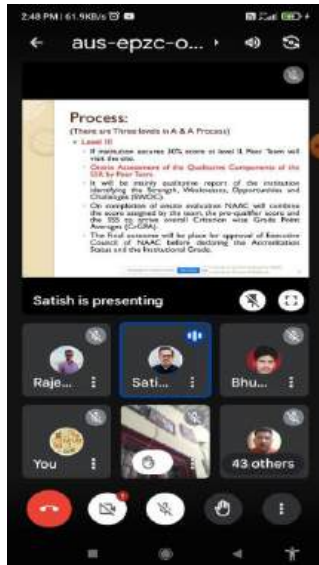 2:48 PM | 61.9KB/s
aus-epzc-o...
Process:
(There are Three levels in A & A Process)
Level III
If institution secures 30% score at level II, Peer Team will
visit the site.
Onsite Assessment of the Qualitative Components of the
SSR by Peer Team.
It will be mainly qualitative report of the institution
identifying the Strength, Weaknesses, Opportunities and
Challenges (SWOC).
On completion of onsite evaluation NAAC will combine
the score assigned by the team, the pre-qualifier score and
the SSS to arrive overall Criterion wise Grade Point
Averages (CrGPA).
The Final outcome will be place for approval of Executive
Council of NAAC before declaring the Accreditation
Status and the Institutional Grade.
Satish is presenting
Raje...
Sati...
Bhu...
You
43 others